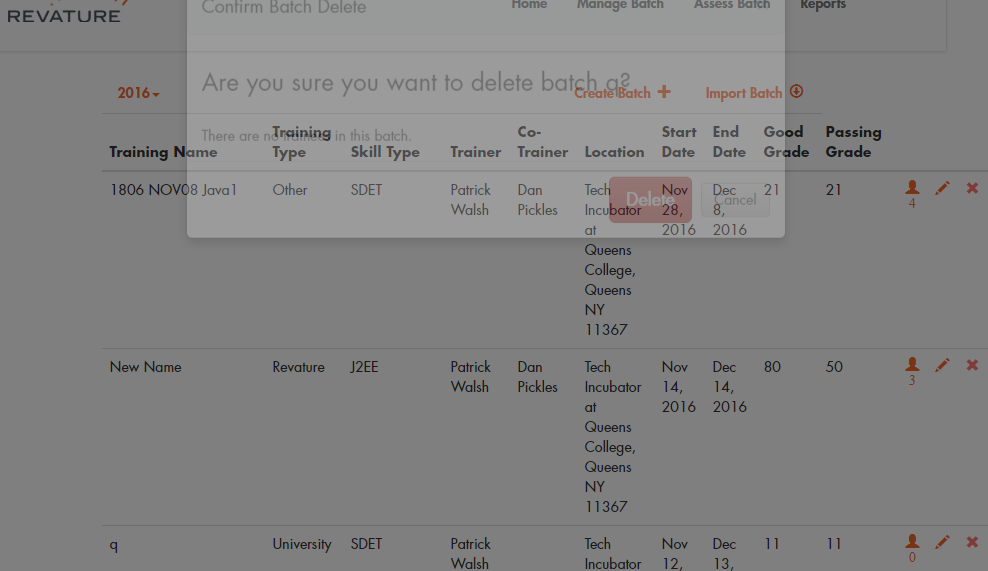 REVATURE
Confirm Batch Delete
Home Manage Batch Assess Batch Reports
Are you sure you want to delete batch q?
2016
Create Batch
Import Batch
There are no trainees in this batch.
Training Name Training Type Skill Type Trainer Co-Trainer Location Start Date End Date Good Grade Passing Grade
Delete Cancel
1806 NOV08 Java1 Other SDET Patrick Dan Tech Nov Dec 21 21
Walsh Pickles Incubator 28, 8,
4
at 2016 2016
Queens
College,
Queens
NY
11367
New Name Revature J2EE Patrick Dan Tech Nov Dec 80 50
Walsh Pickles Incubator 14, 14,
3
at 2016 2016
Queens
College,
Queens
NY
11367
q University SDET Patrick Tech Nov Dec 11 11
Walsh Incubator 12, 13,
0